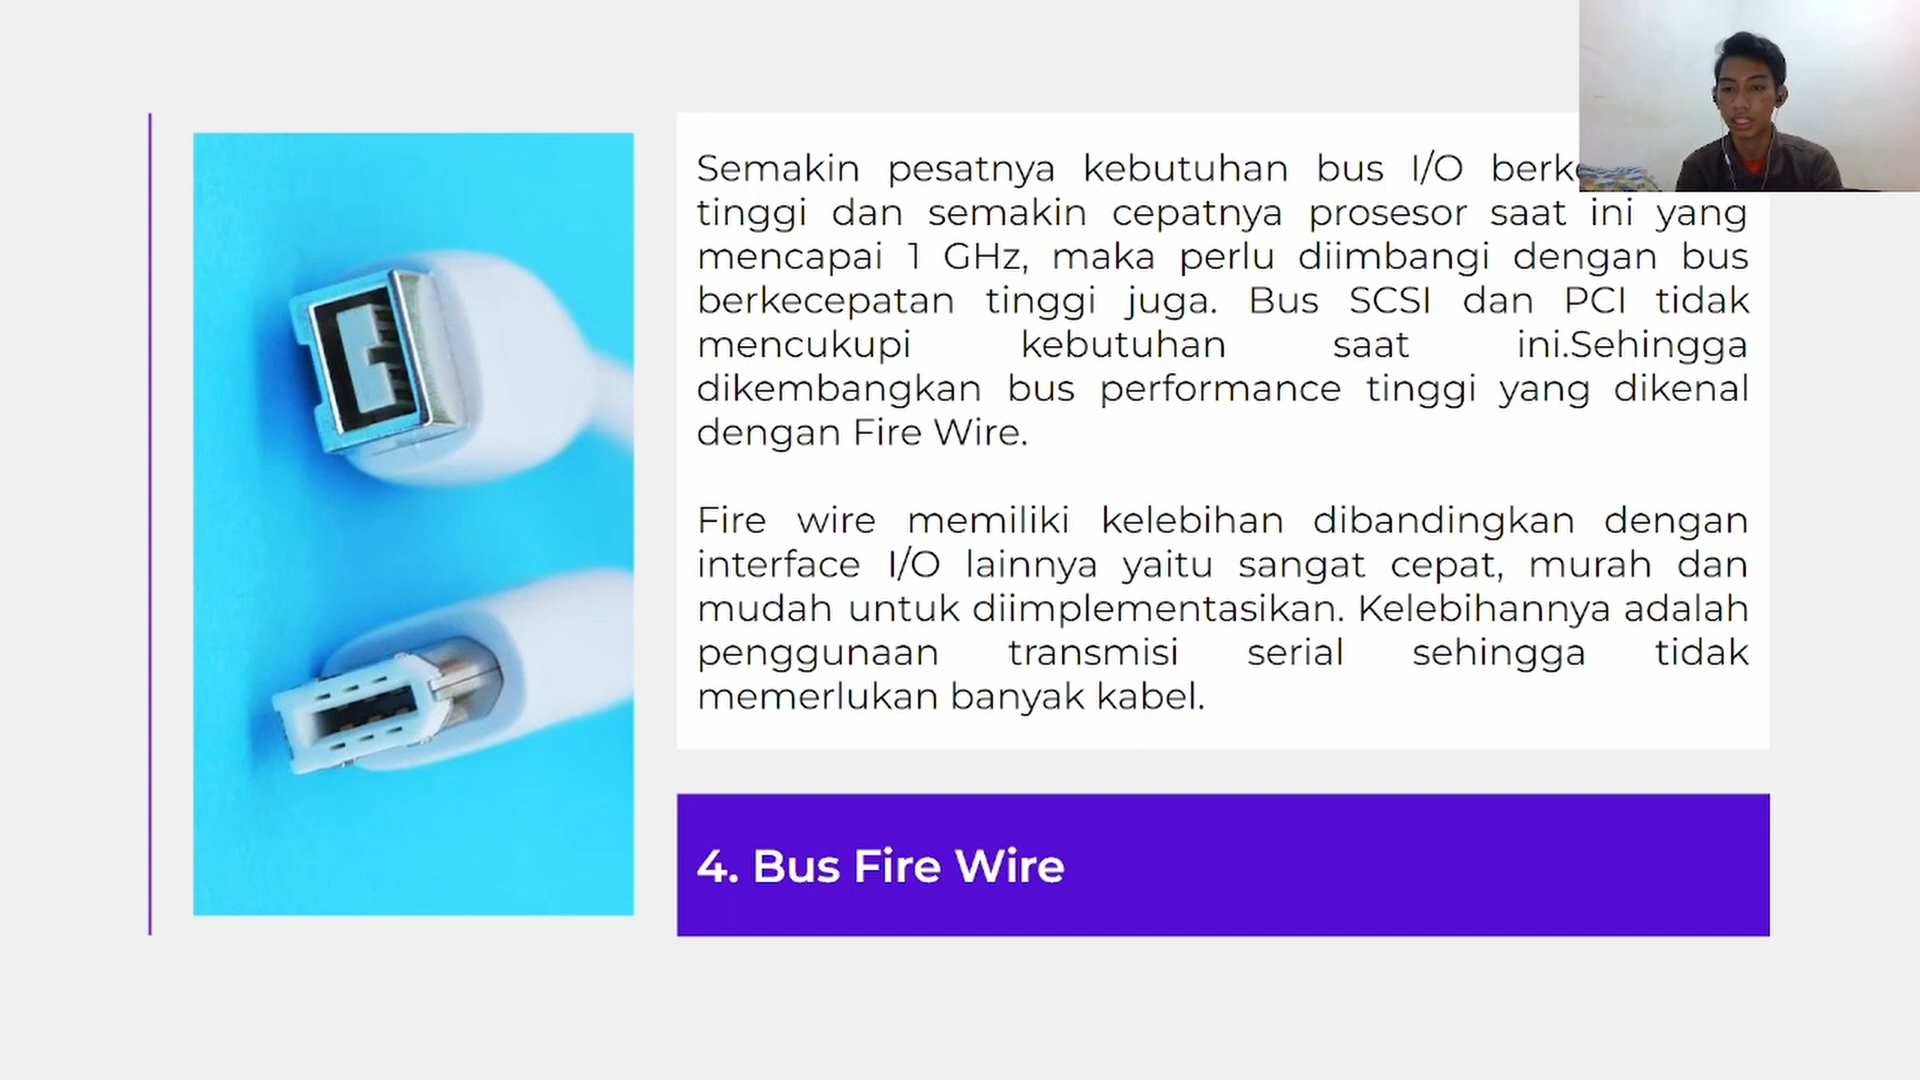 Semakin pesatnya kebutuhan bus I/O
tinggi dan semakin cepatnya prosesor saat ini yang
mencapai 1 GHz, maka perlu diimbangi dengan bus
berkecepatan tinggi juga. Bus SCSI dan PCI tidak
mencukupi kebutuhan saat ini.Sehingga
dikembangkan bus performance tinggi yang dikenal
dengan Fire Wire.
Fire wire memiliki kelebihan dibandingkan dengan
interface I/O lainnya yaitu sangat cepat, murah dan
mudah untuk diimplementasikan. Kelebihannya adalah
penggunaan transmisi serial sehingga tidak
memerlukan banyak kabel.
4. Bus Fire Wire